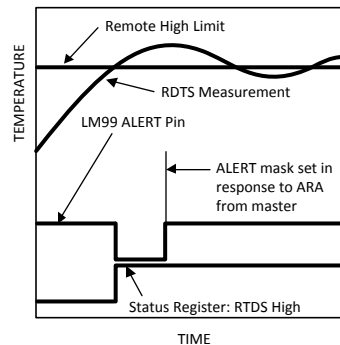 Remote High Limit
RDTS Measurement
LM99 ALERT Pin
ALERT mask set in
response to ARA
from master
Status Register: RTDS High
TEMPERATURE
TIME